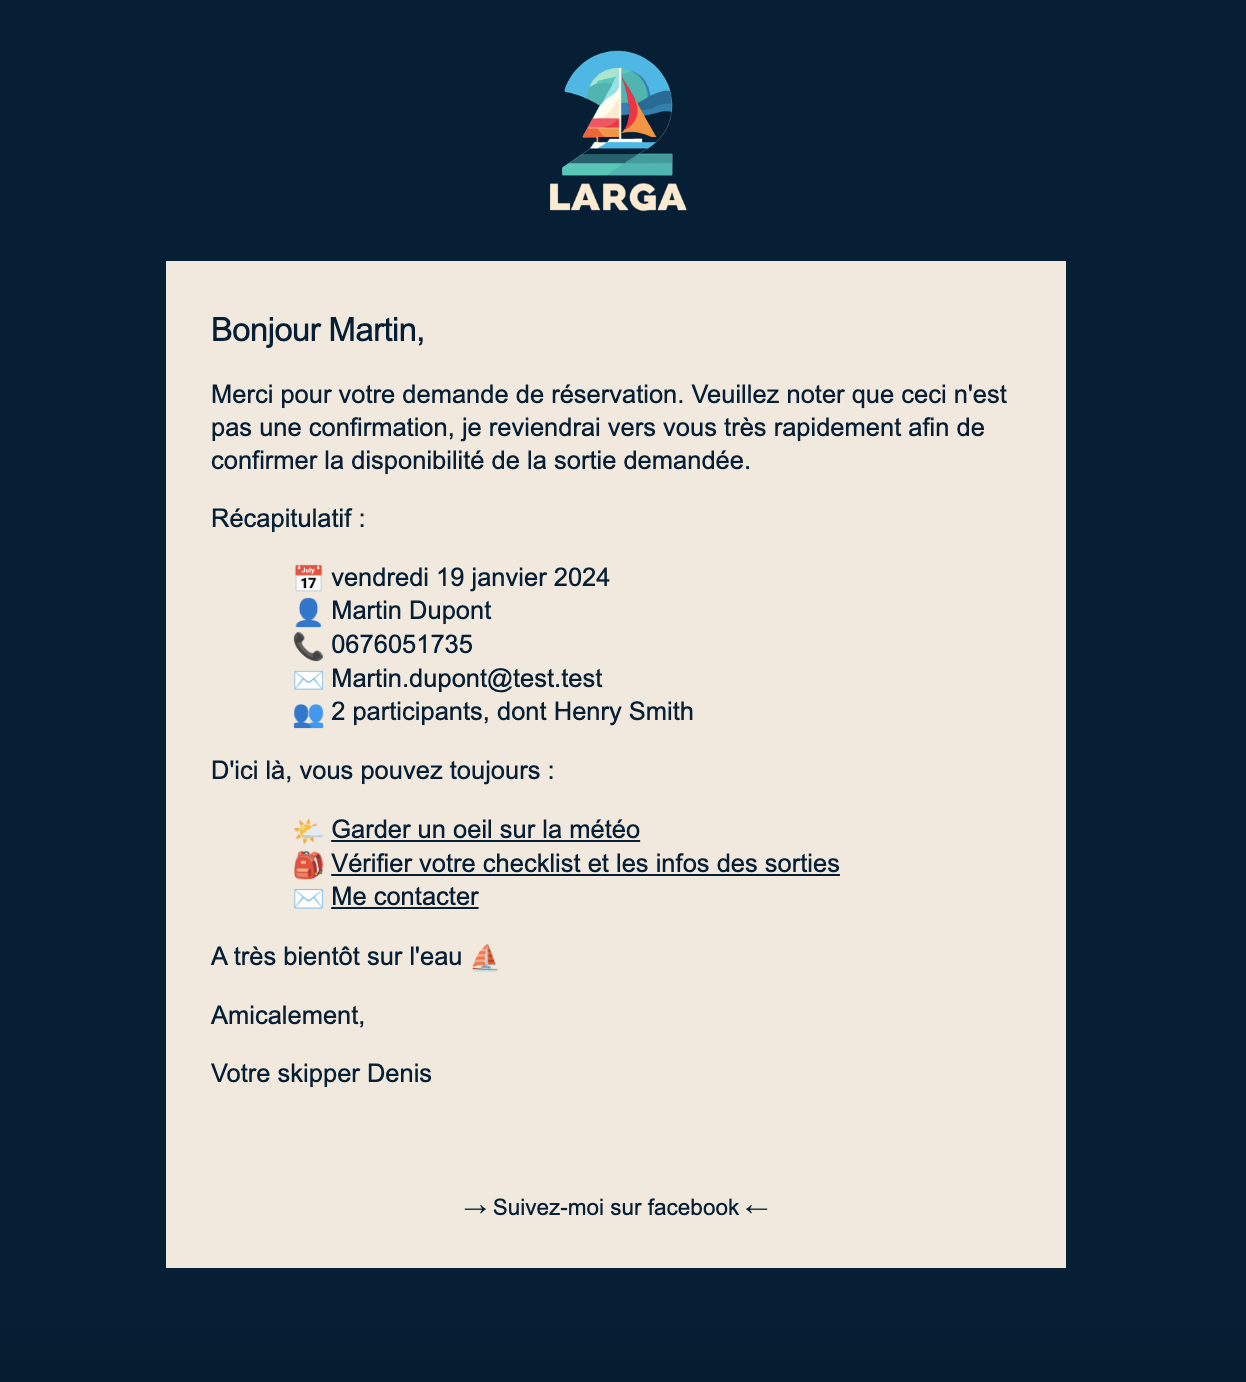 2
LARGA
Bonjour Martin,
Merci pour votre demande de réservation. Veuillez noter que ceci n'est
pas une confirmation, je reviendrai vers vous très rapidement afin de
confirmer la disponibilité de la sortie demandée.
Récapitulatif :
📅 vendredi 19 janvier 2024
👤 Martin Dupont
📞 0676051735
✉️ Martin.dupont@test.test
👥 2 participants, dont Henry Smith
D'ici là, vous pouvez toujours :
🌤️ Garder un oeil sur la météo
🎒 Vérifier votre checklist et les infos des sorties
✉️ Me contacter
A très bientôt sur l'eau ⛵
Amicalement,
Votre skipper Denis
→ Suivez-moi sur facebook ←